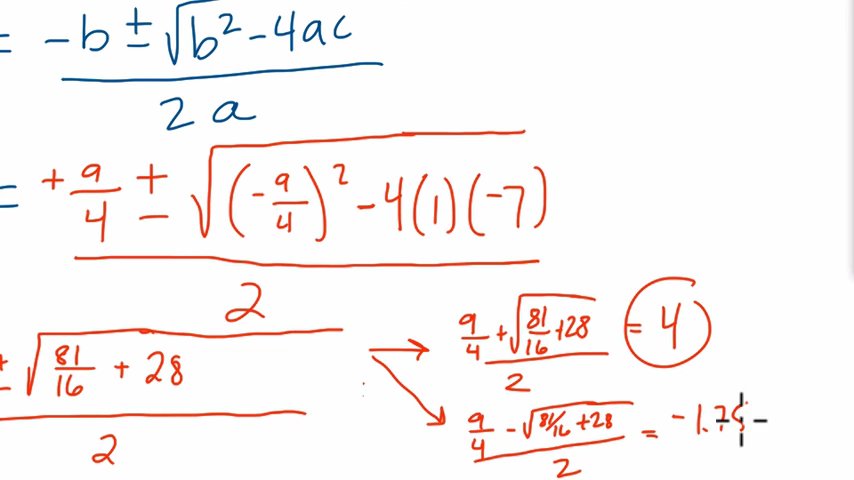 = -b ± √b² - 4ac
2a
= + 9/4 ± √(-9/4)² - 4(1)(-7)
2
± √81/16 + 28
2
→ 9/4 + √81/16 + 28 = 4
2
9/4 - √81/16 + 28 = -1.75
2